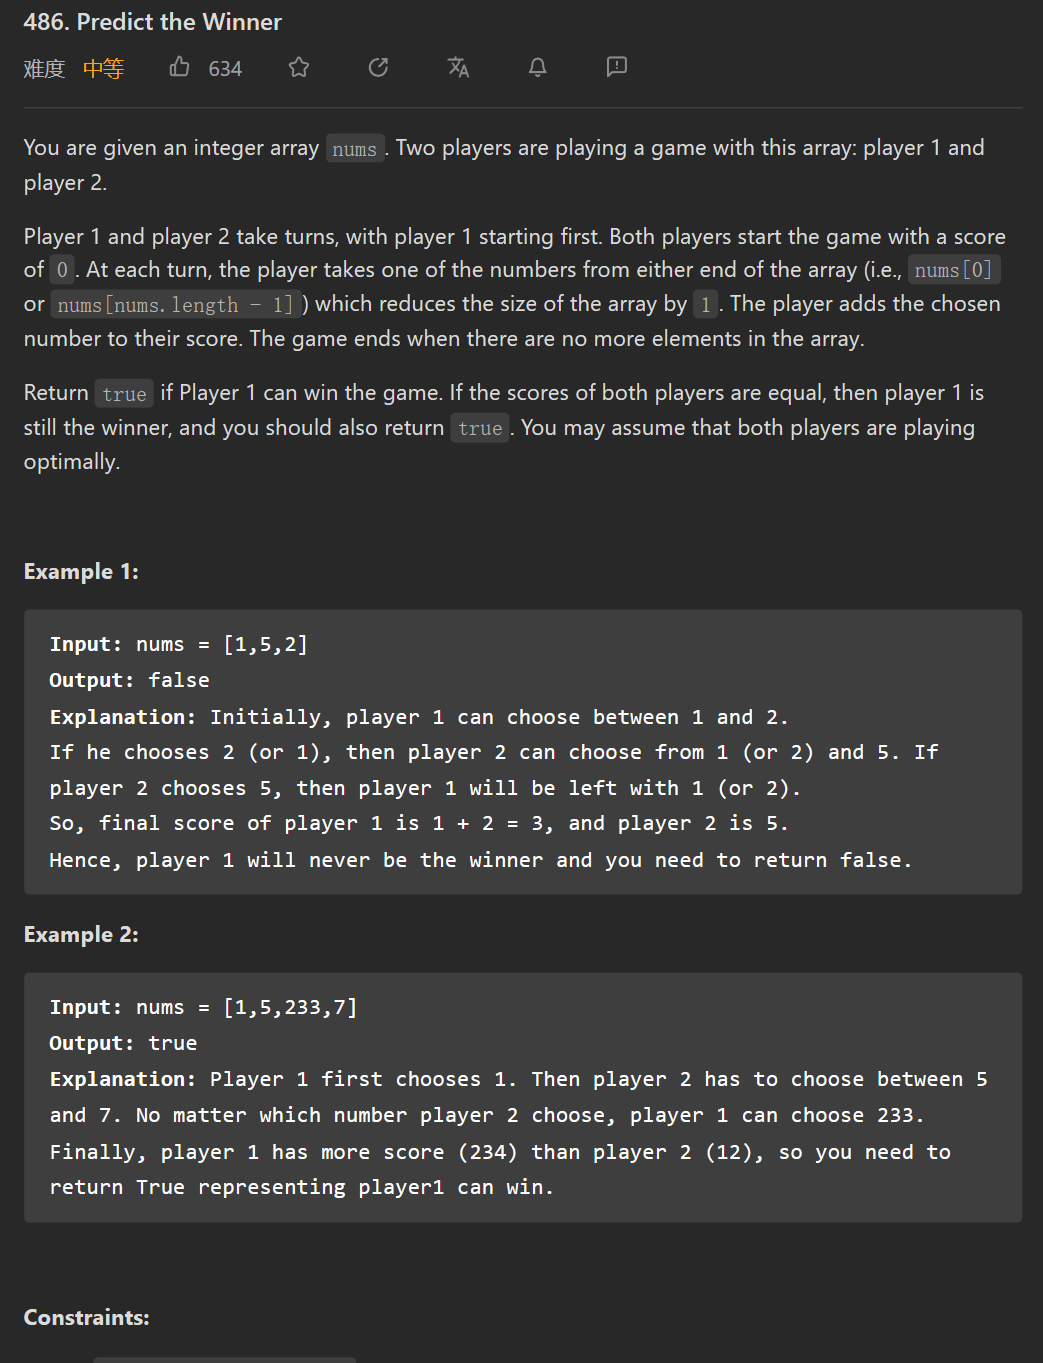 486. Predict the Winner
难度 中等 634
You are given an integer array nums . Two players are playing a game with this array: player 1 and
player 2.
Player 1 and player 2 take turns, with player 1 starting first. Both players start the game with a score
of 0 . At each turn, the player takes one of the numbers from either end of the array (i.e., nums[0]
or nums[nums.length - 1] ) which reduces the size of the array by 1 . The player adds the chosen
number to their score. The game ends when there are no more elements in the array.
Return true if Player 1 can win the game. If the scores of both players are equal, then player 1 is
still the winner, and you should also return true . You may assume that both players are playing
optimally.
Example 1:
Input: nums = [1,5,2]
Output: false
Explanation: Initially, player 1 can choose between 1 and 2.
If he chooses 2 (or 1), then player 2 can choose from 1 (or 2) and 5. If
player 2 chooses 5, then player 1 will be left with 1 (or 2).
So, final score of player 1 is 1 + 2 = 3, and player 2 is 5.
Hence, player 1 will never be the winner and you need to return false.
Example 2:
Input: nums = [1,5,233,7]
Output: true
Explanation: Player 1 first chooses 1. Then player 2 has to choose between 5
and 7. No matter which number player 2 choose, player 1 can choose 233.
Finally, player 1 has more score (234) than player 2 (12), so you need to
return True representing player1 can win.
Constraints: